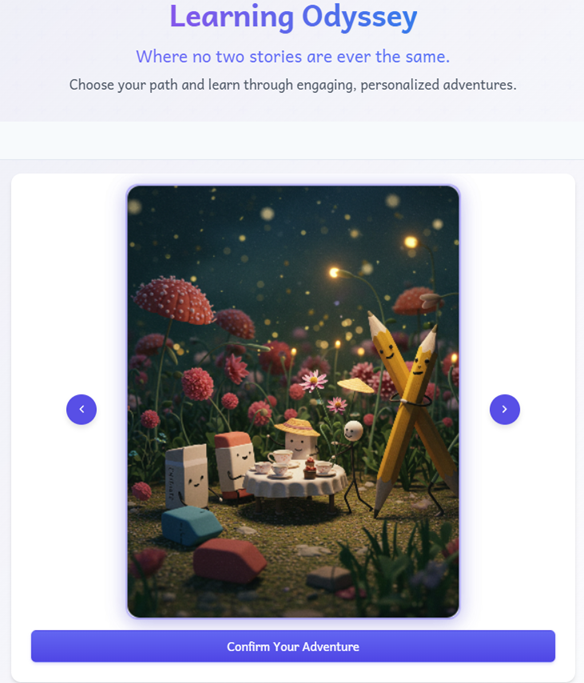 Learning Odyssey
Where no two stories are ever the same.
Choose your path and learn through engaging, personalized adventures.
Confirm Your Adventure